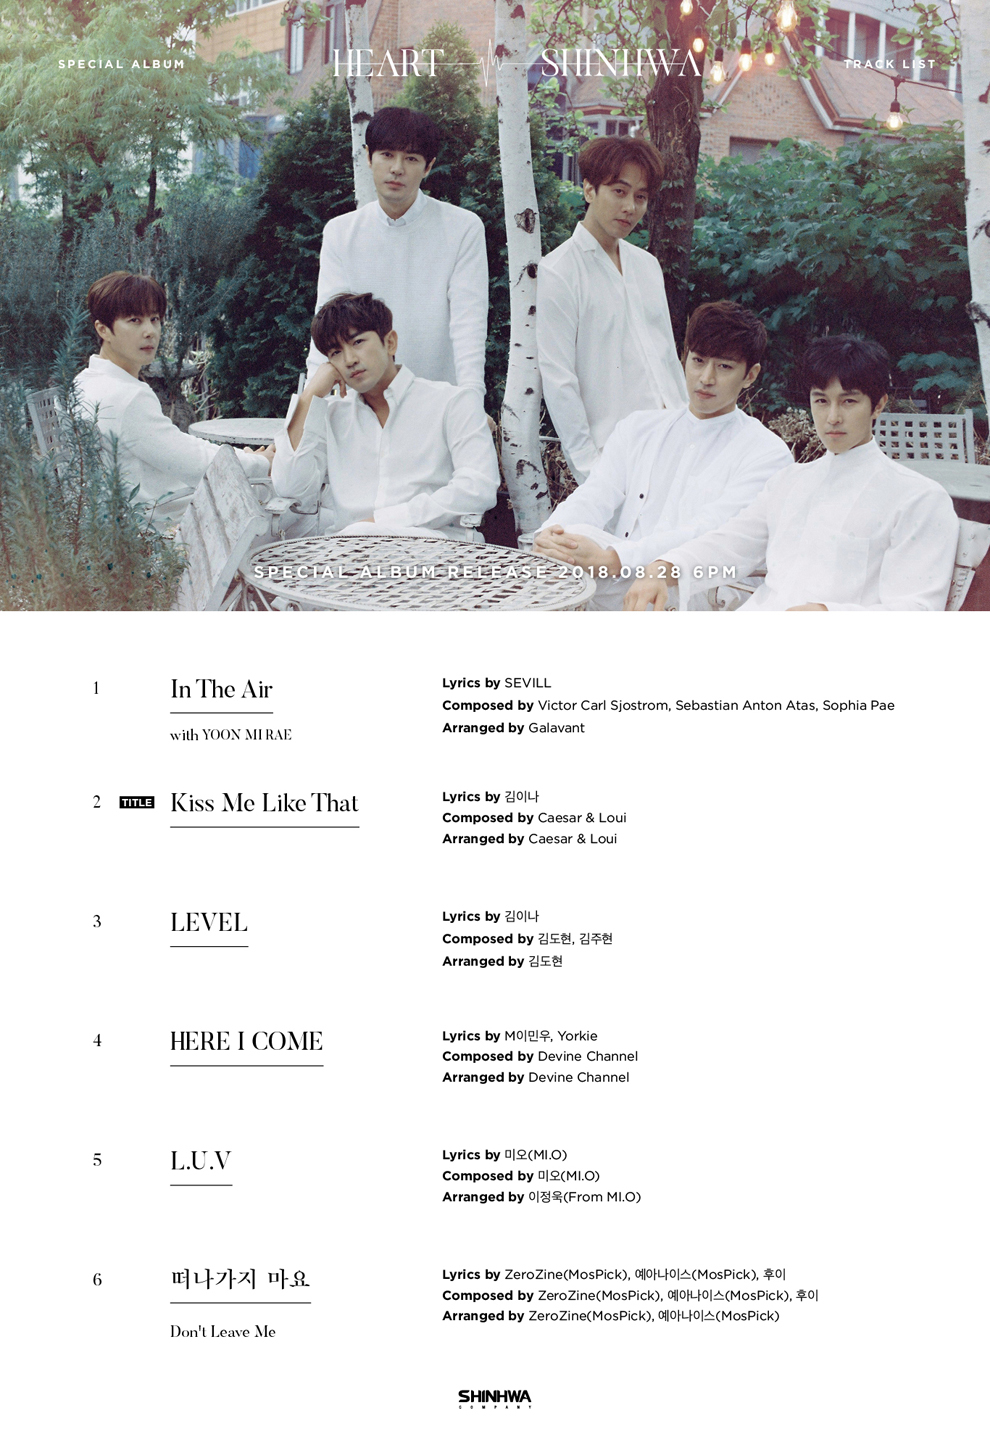 SPECIAL ALBUM
HEART SHINHWA
TRACK LIST
SPECIAL ALBUM RELEASE 2018.08.28 6PM
1
In The Air
with YOON MI RAE
Lyrics by SEVILL
Composed by Victor Carl Sjostrom, Sebastian Anton Atas, Sophia Pae
Arranged by Galavant
2 TITLE Kiss Me Like That
Lyrics by 김이나
Composed by Caesar & Loui
Arranged by Caesar & Loui
3
LEVEL
Lyrics by 김이나
Composed by 김도현, 김주현
Arranged by 김도현
4
HERE I COME
Lyrics by M이민우, Yorkie
Composed by Devine Channel
Arranged by Devine Channel
5
L.U.V
Lyrics by 미오(MI.O)
Composed by 미오(MI.O)
Arranged by 이정욱(From MI.O)
6
떠나가지 마요
Don't Leave Me
Lyrics by ZeroZine(MosPick), 예아나이스(MosPick), 후이
Composed by ZeroZine(MosPick), 예아나이스(MosPick), 후이
Arranged by ZeroZine(MosPick), 예아나이스(MosPick)
SHINHWA
COMPANY